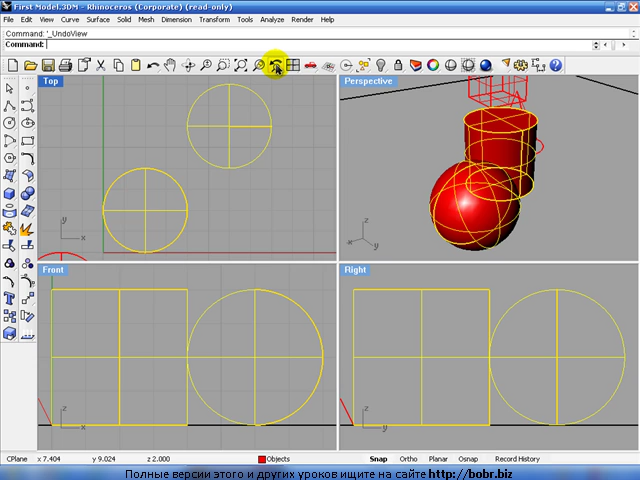 First Model.3DM - Rhinoceros (Corporate) (read-only)
File Edit View Curve Surface Solid Mesh Dimension Transform Tools Analyze Render Help
Command: '_UndoView
Command:
Top
Perspective
y
x
z
x
y
Front
Right
z
x
z
y
CPlane x 7.404 y 9.024 z 2.000 Objects Snap Ortho Planar Osnap Record History
Полные версии этого и других уроков ищите на сайте http://bobr.biz